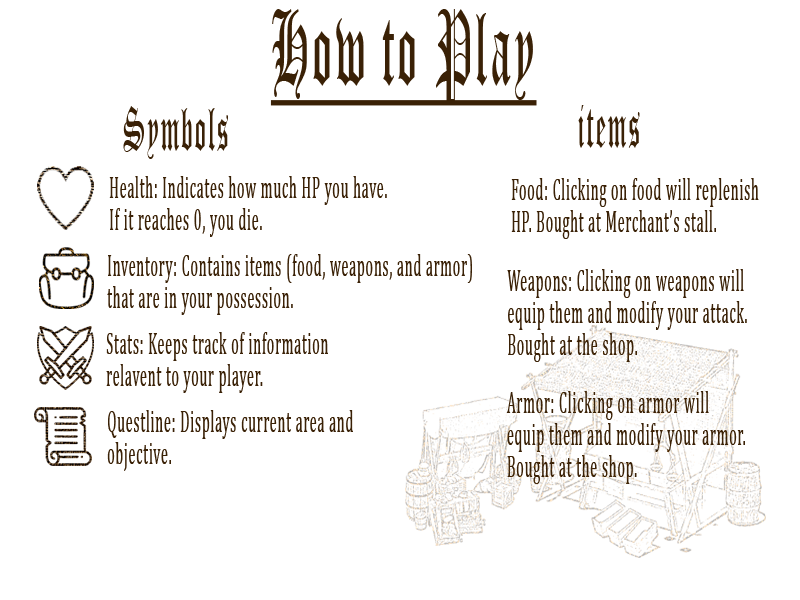 How to Play
Symbols
Health: Indicates how much HP you have.
If it reaches 0, you die.
Inventory: Contains items (food, weapons, and armor)
that are in your possession.
Stats: Keeps track of information
relavent to your player.
Questline: Displays current area and
objective.
items
Food: Clicking on food will replenish
HP. Bought at Merchant's stall.
Weapons: Clicking on weapons will
equip them and modify your attack.
Bought at the shop.
Armor: Clicking on armor will
equip them and modify your armor.
Bought at the shop.